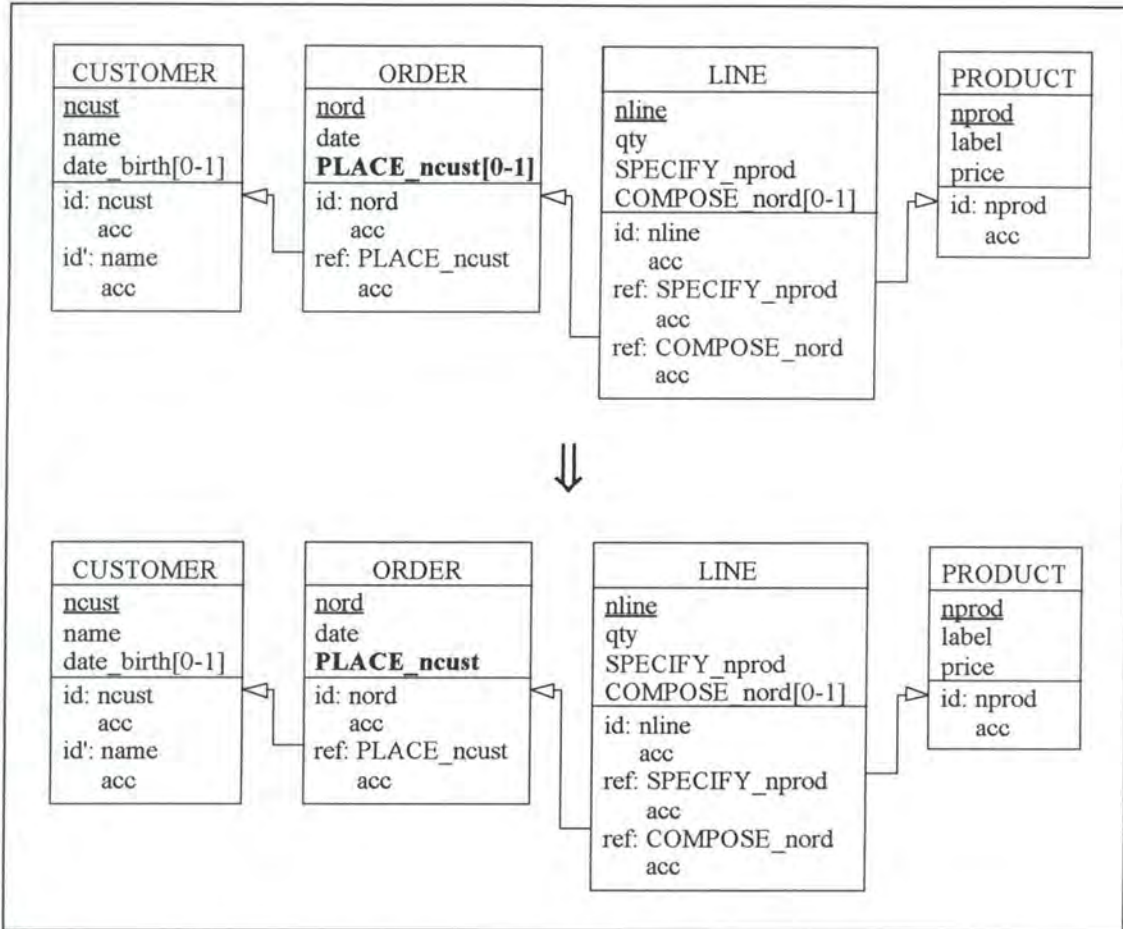 CUSTOMER
ncust
name
date_birth[0-1]
id: ncust
acc
id': name
acc
ORDER
nord
date
PLACE_ncust[0-1]
id: nord
acc
ref: PLACE_ncust
acc
LINE
nline
qty
SPECIFY_nprod
COMPOSE_nord[0-1]
id: nline
acc
ref: SPECIFY_nprod
acc
ref: COMPOSE_nord
acc
PRODUCT
nprod
label
price
id: nprod
acc
⇓
CUSTOMER
ncust
name
date_birth[0-1]
id: ncust
acc
id': name
acc
ORDER
nord
date
PLACE_ncust
id: nord
acc
ref: PLACE_ncust
acc
LINE
nline
qty
SPECIFY_nprod
COMPOSE_nord[0-1]
id: nline
acc
ref: SPECIFY_nprod
acc
ref: COMPOSE_nord
acc
PRODUCT
nprod
label
price
id: nprod
acc